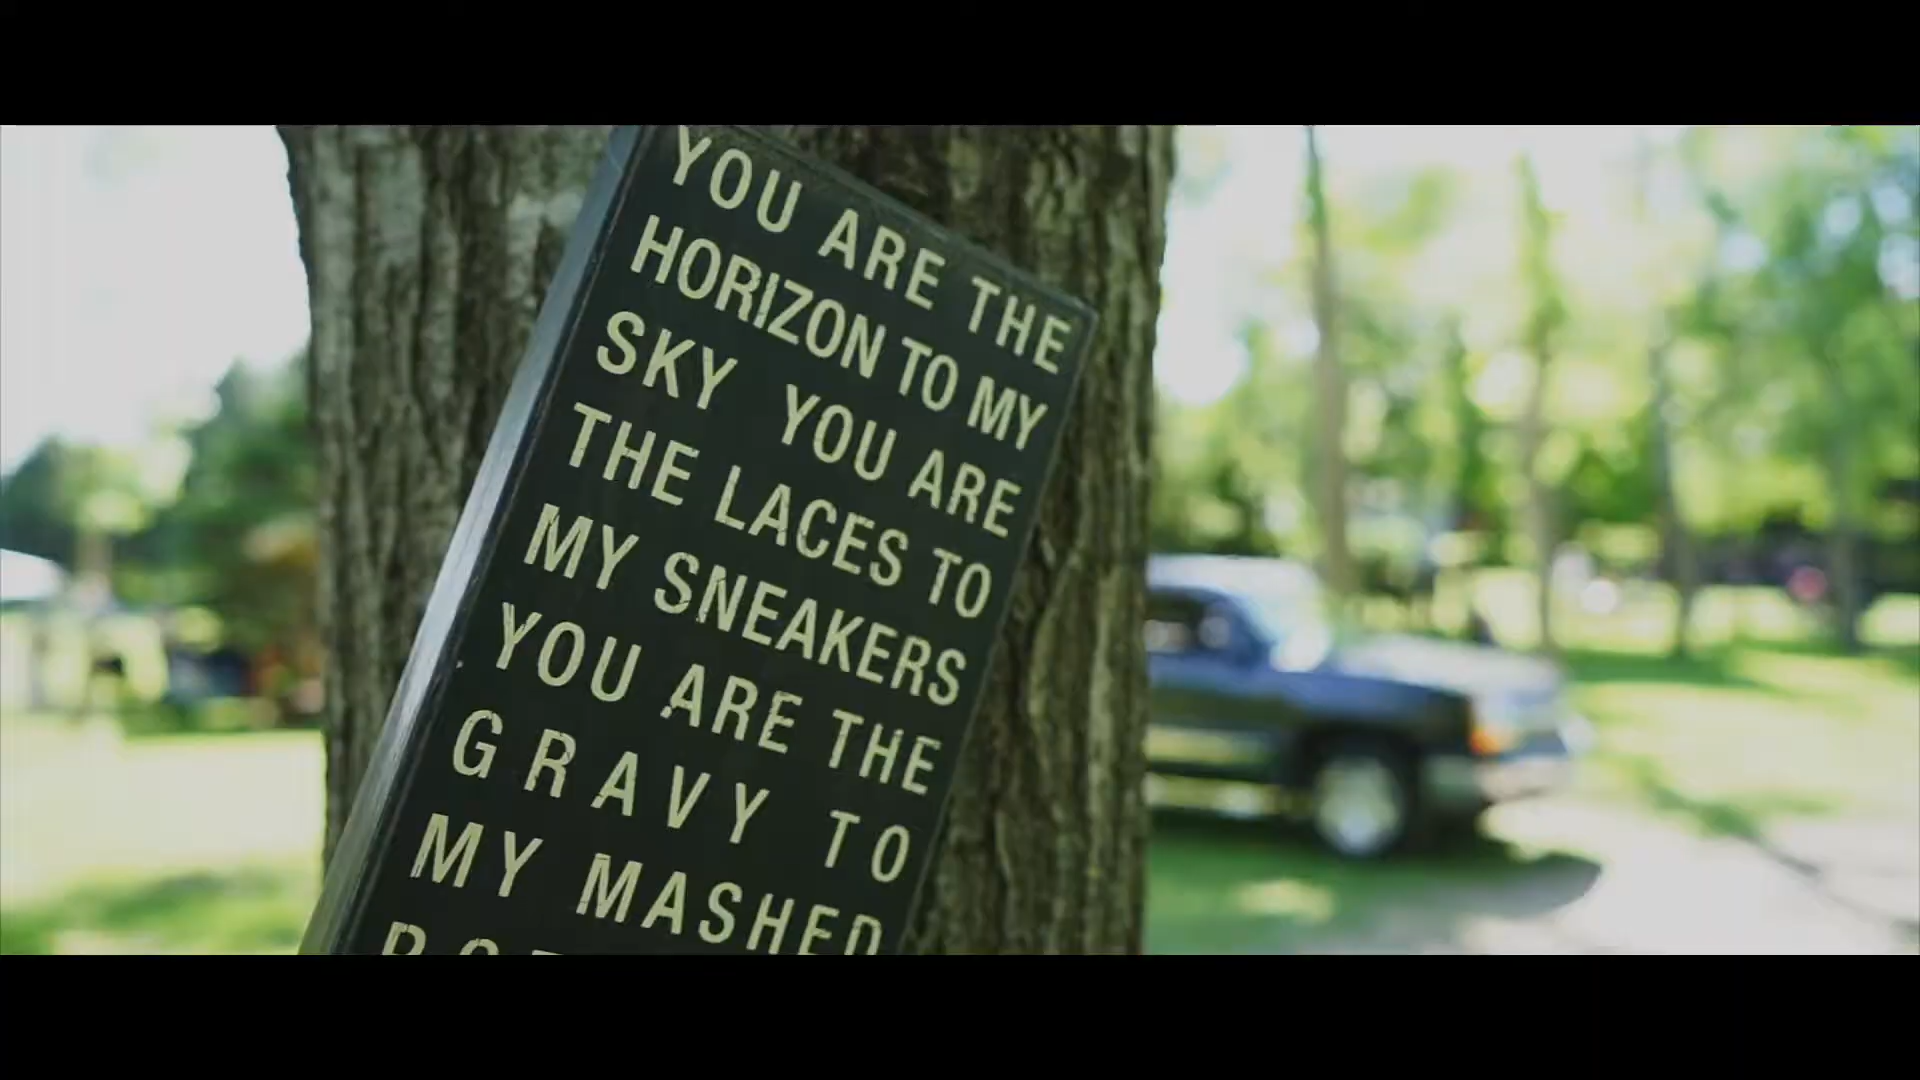 YOU ARE THE
HORIZON TO MY
SKY YOU ARE
THE LACES TO
MY SNEAKERS
YOU ARE THE
GRAVY TO
MY MASHED